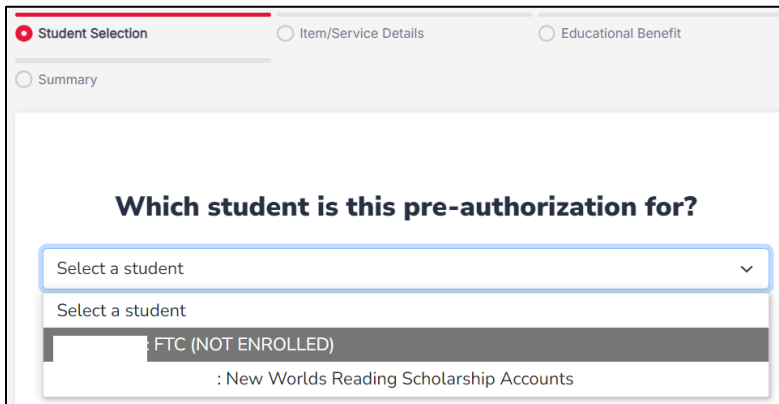 Student Selection
Item/Service Details
Educational Benefit
Summary
Which student is this pre-authorization for?
Select a student
Select a student
: FTC (NOT ENROLLED)
: New Worlds Reading Scholarship Accounts